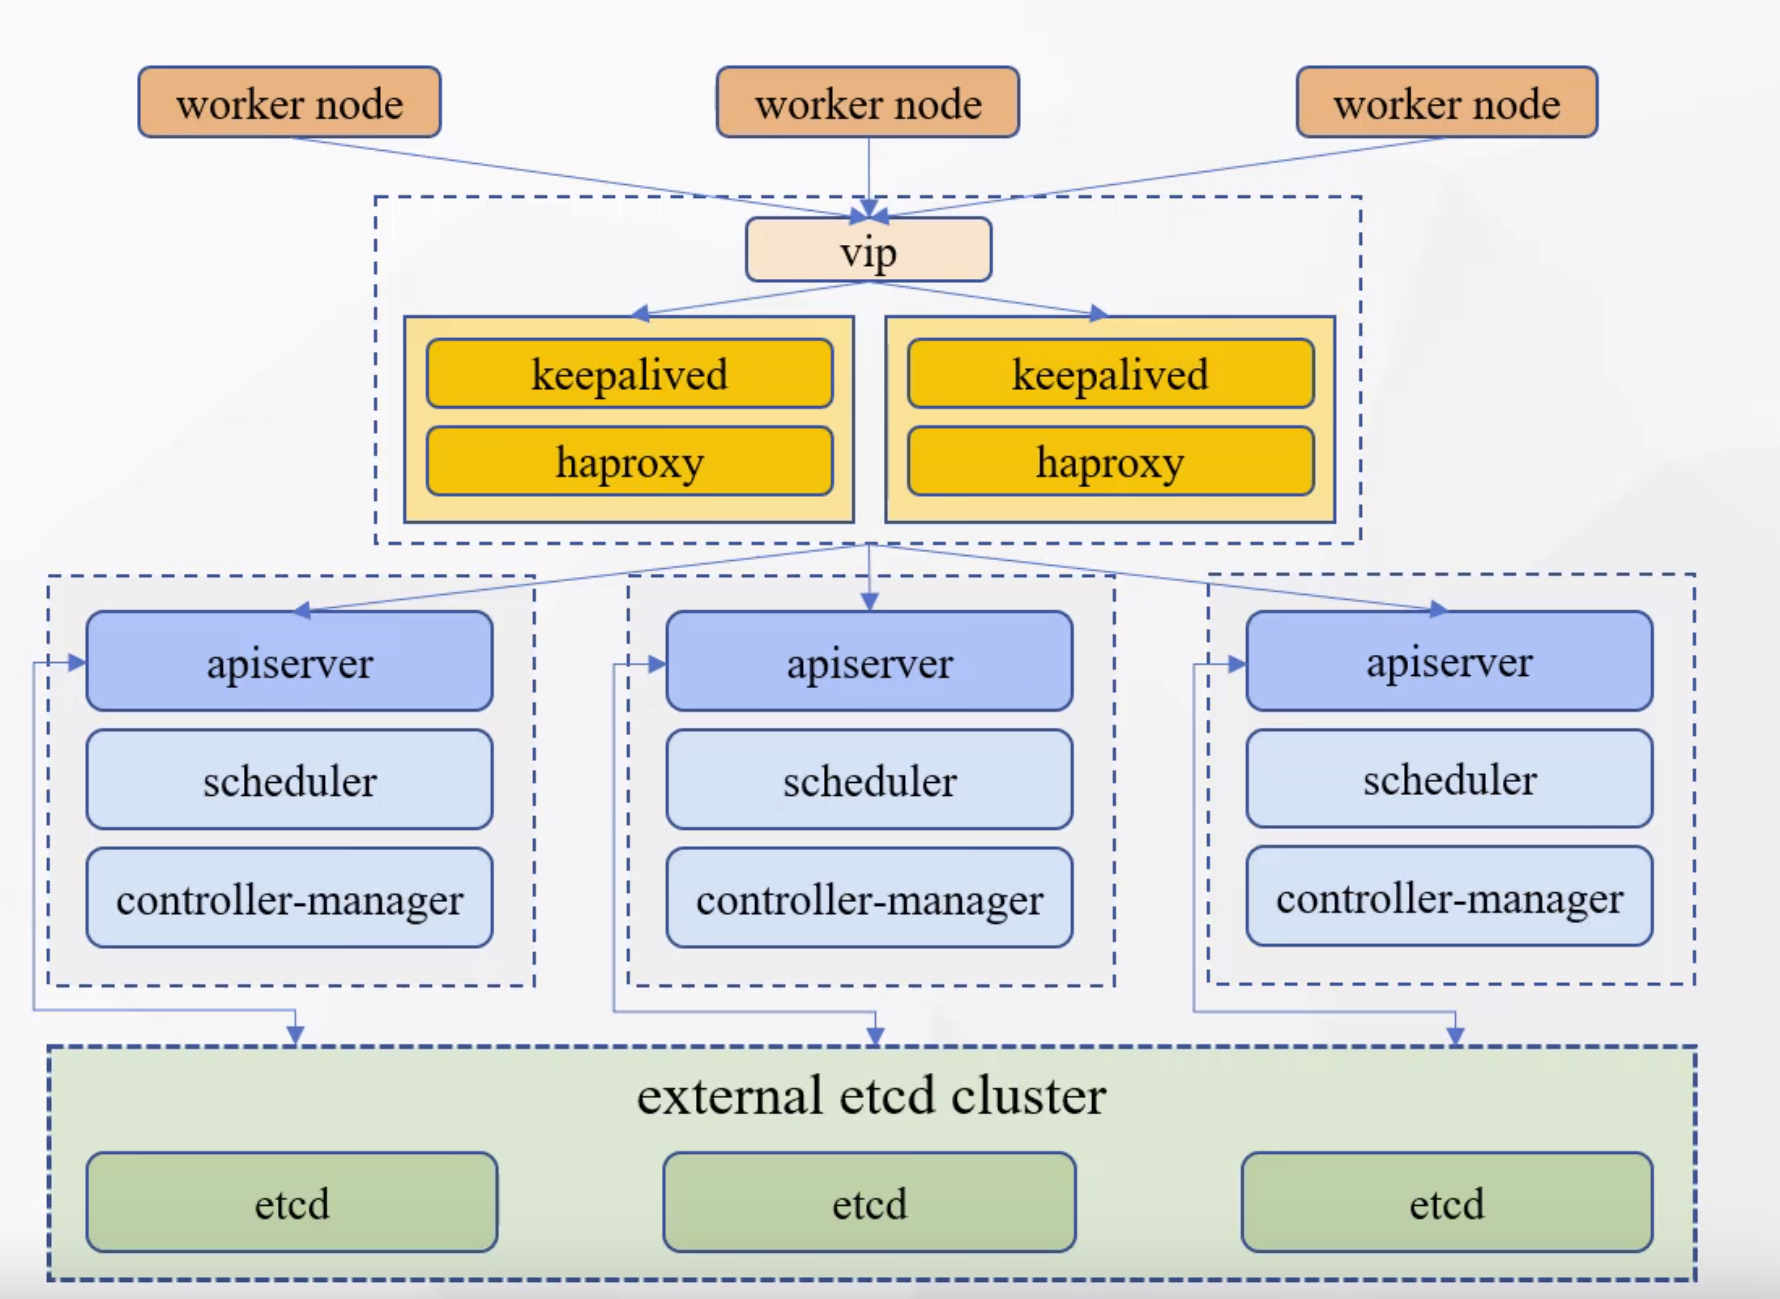 worker node
worker node
worker node
vip
keepalived
keepalived
haproxy
haproxy
apiserver
apiserver
apiserver
scheduler
scheduler
scheduler
controller-manager
controller-manager
controller-manager
external etcd cluster
etcd
etcd
etcd